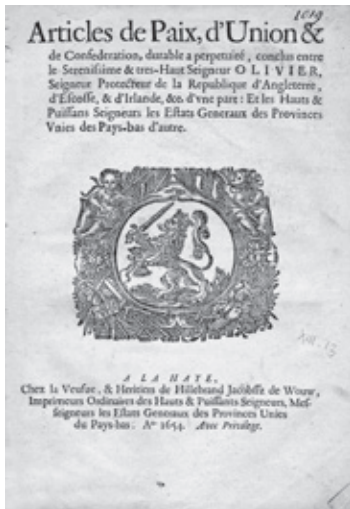 Articles de Paix, d'Union &
de Confederation, durable a perpetuité, conclus entre
le Serenissime & tres-Haut Seigneur OLIVIER,
Seigneur Protecteur de la Republique d'Angleterre,
d'Escosse, & d'Irlande, &c. d'vne part: Et les Hauts &
Puissans Seigneurs les Estats Generaux des Provinces
Vnies des Pays-bas d'autre.
A LA HAYE,
Chez la Veufue, & Heritiers de Hillebrand Jacobsse de Wouw,
Imprimeurs Ordinaires des Hauts & Puissants Seigneurs, Mes-
seigneurs les Estats Generaux des Provinces Unies
du Pays-bas. Aº 1654. Avec Privilege.